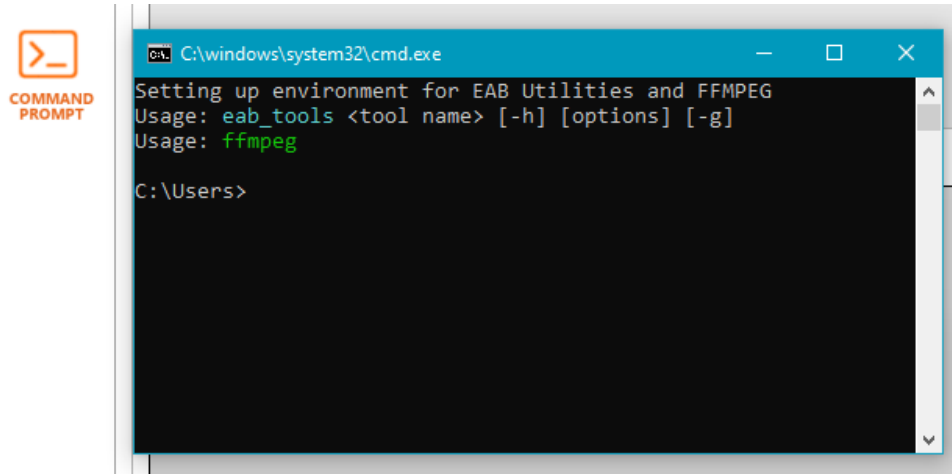 COMMAND
PROMPT
C:\windows\system32\cmd.exe
Setting up environment for EAB Utilities and FFMPEG
Usage: eab_tools <tool name> [-h] [options] [-g]
Usage: ffmpeg
C:\Users>